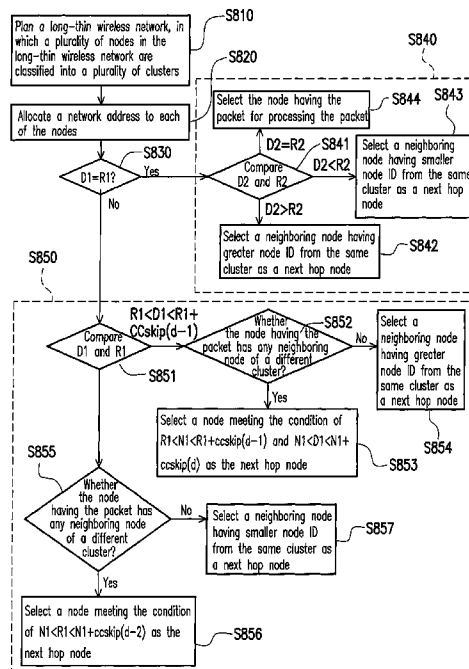 Plan a long-thin wireless network, in
which a plurality of nodes in the
long-thin wireless network are
classified into a plurality of clusters
S810
Allocate a network address to each
of the nodes
S820
D1=R1?
S830
Yes
No
S840
Select the node having the
packet for processing the packet
S844
D2=R2
Compare
D2 and R2
S841
D2<R2
Select a neighboring
node having smaller
node ID from the same
cluster as a next hop
node
S843
D2>R2
Select a neighboring node having
greater node ID from the same
cluster as a next hop node
S842
S850
Compare
D1 and R1
S851
R1<D1<R1+
CCskip(d-1)
Whether
the node having the
packet has any neighboring
node of a different
cluster?
S852
No
Select a
neighboring
node having
greater node
ID from the
same cluster
as a next
hop node
S854
Yes
Select a node meeting the condition
of R1<N1<R1+ccskip(d-1) and N1<D1<N1+
ccskip(d) as the next hop node
S853
S855
Whether
the node
having the packet has
any neighboring node
of a different
cluster?
No
Select a neighboring
node having smaller node ID
from the same cluster as
a next hop node
S857
Yes
Select a node meeting the condition
of N1<R1<N1+ccskip(d-2) as the
next hop node
S856